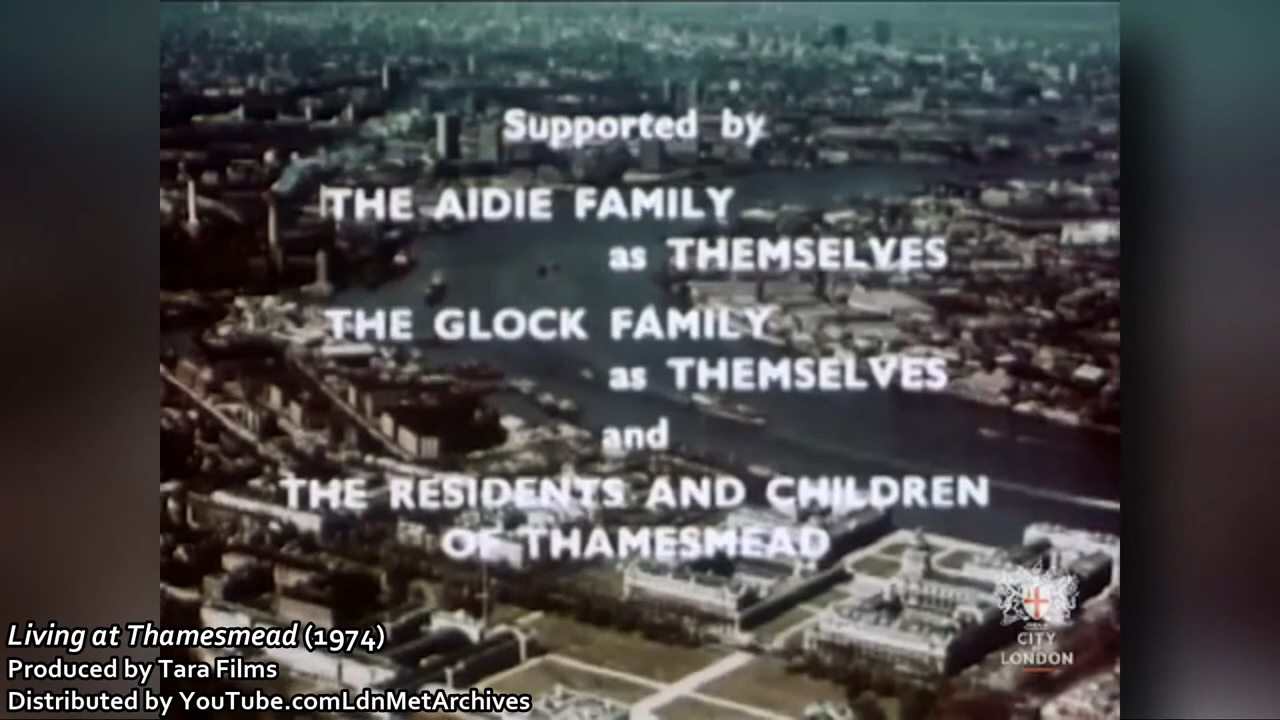 Supported by
THE AIDIE FAMILY
as THEMSELVES
THE GLOCK FAMILY
as THEMSELVES
and
THE RESIDENTS AND CHILDREN
OF THAMESMEAD
CITY
LONDON
Living at Thamesmead (1974)
Produced by Tara Films
Distributed by YouTube.comLdnMetArchives